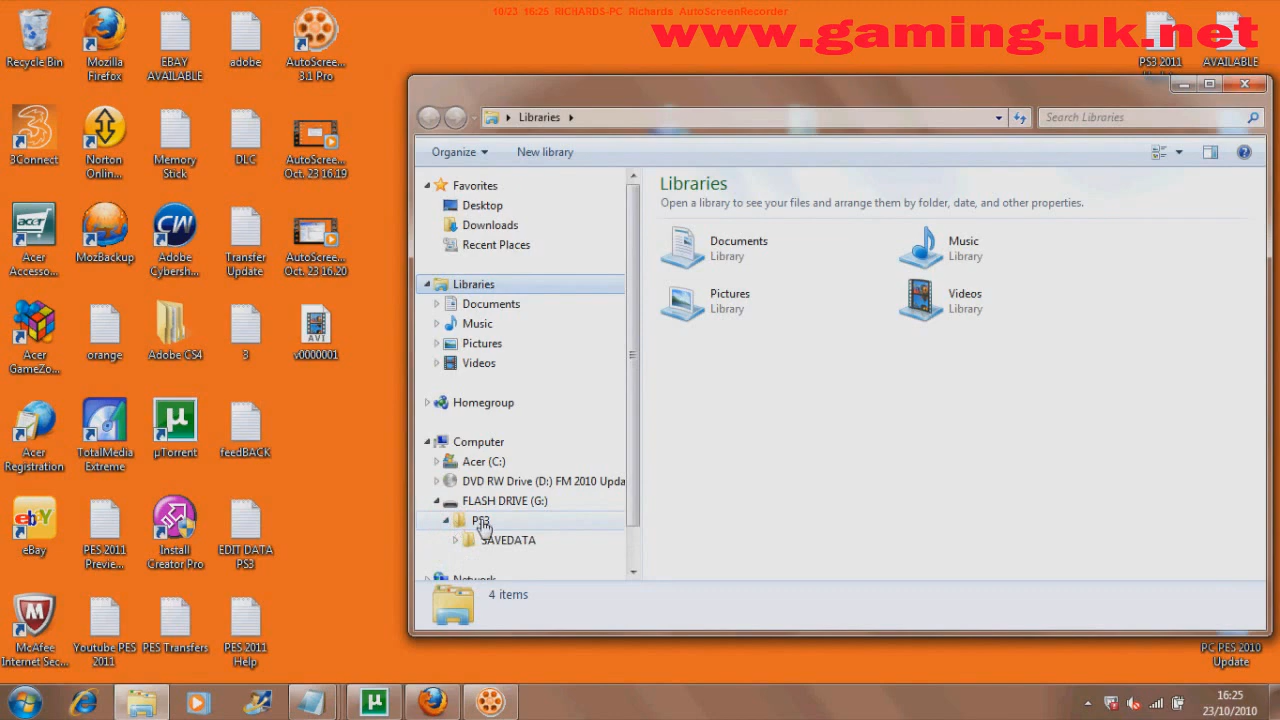 10/23 16:25 RICHARDS-PC Richards AutoScreenRecorder
www.gaming-uk.net
Recycle Bin
Mozilla
Firefox
EBAY
AVAILABLE
adobe
AutoScree...
3.1 Pro
PS3 2011
AVAILABLE
3Connect
Norton
Online...
Memory
Stick
DLC
AutoScree...
Oct. 23 16.19
Acer
Accesso...
MozBackup
Adobe
Cybersh...
Transfer
Update
AutoScree...
Oct. 23 16.20
Acer
GameZo...
orange
Adobe CS4
3
v0000001
Acer
Registration
TotalMedia
Extreme
µTorrent
feedBACK
eBay
PES 2011
Previe...
Install
Creator Pro
EDIT DATA
PS3
McAfee
Internet Sec...
Youtube PES
2011
PES Transfers
PES 2011
Help
Libraries
Search Libraries
Organize
New library
Favorites
Desktop
Downloads
Recent Places
Libraries
Documents
Music
Pictures
Videos
Homegroup
Computer
Acer (C:)
DVD RW Drive (D:) FM 2010 Upda
FLASH DRIVE (G:)
PS3
SAVEDATA
Network
Libraries
Open a library to see your files and arrange them by folder, date, and other properties.
Documents
Library
Music
Library
Pictures
Library
Videos
Library
4 items
PC PES 2010
Update
16:25
23/10/2010